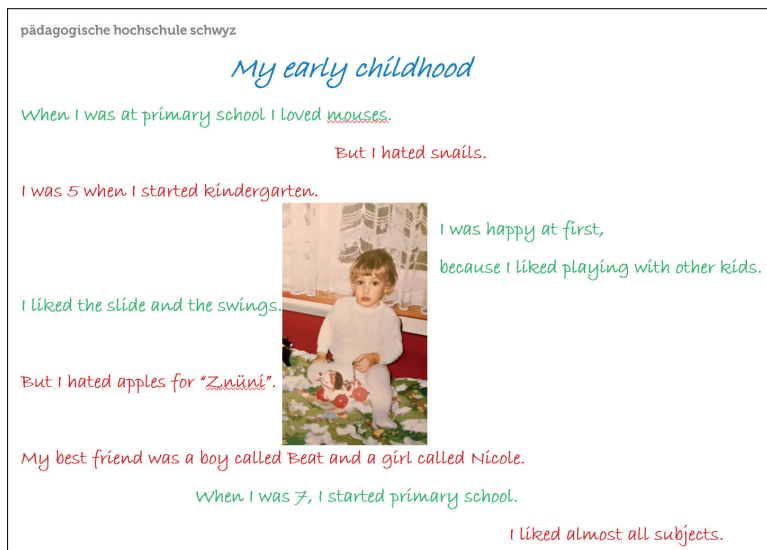 pädagogische hochschule schwyz
My early childhood
When I was at primary school I loved mouses.
But I hated snails.
I was 5 when I started kindergarten.
I was happy at first,
because I liked playing with other kids.
I liked the slide and the swings.
But I hated apples for “Znüni”.
My best friend was a boy called Beat and a girl called Nicole.
When I was 7, I started primary school.
I liked almost all subjects.